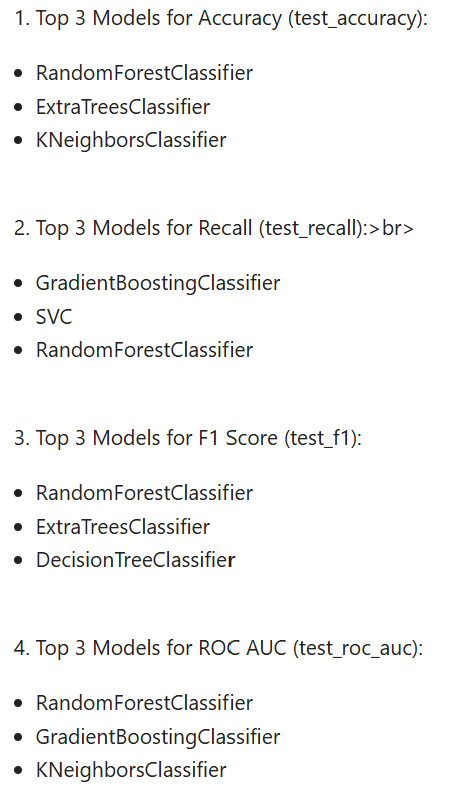 1. Top 3 Models for Accuracy (test_accuracy):
• RandomForestClassifier
• ExtraTreesClassifier
• KNeighborsClassifier
2. Top 3 Models for Recall (test_recall):>br>
• GradientBoostingClassifier
• SVC
• RandomForestClassifier
3. Top 3 Models for F1 Score (test_f1):
• RandomForestClassifier
• ExtraTreesClassifier
• DecisionTreeClassifier
4. Top 3 Models for ROC AUC (test_roc_auc):
• RandomForestClassifier
• GradientBoostingClassifier
• KNeighborsClassifier